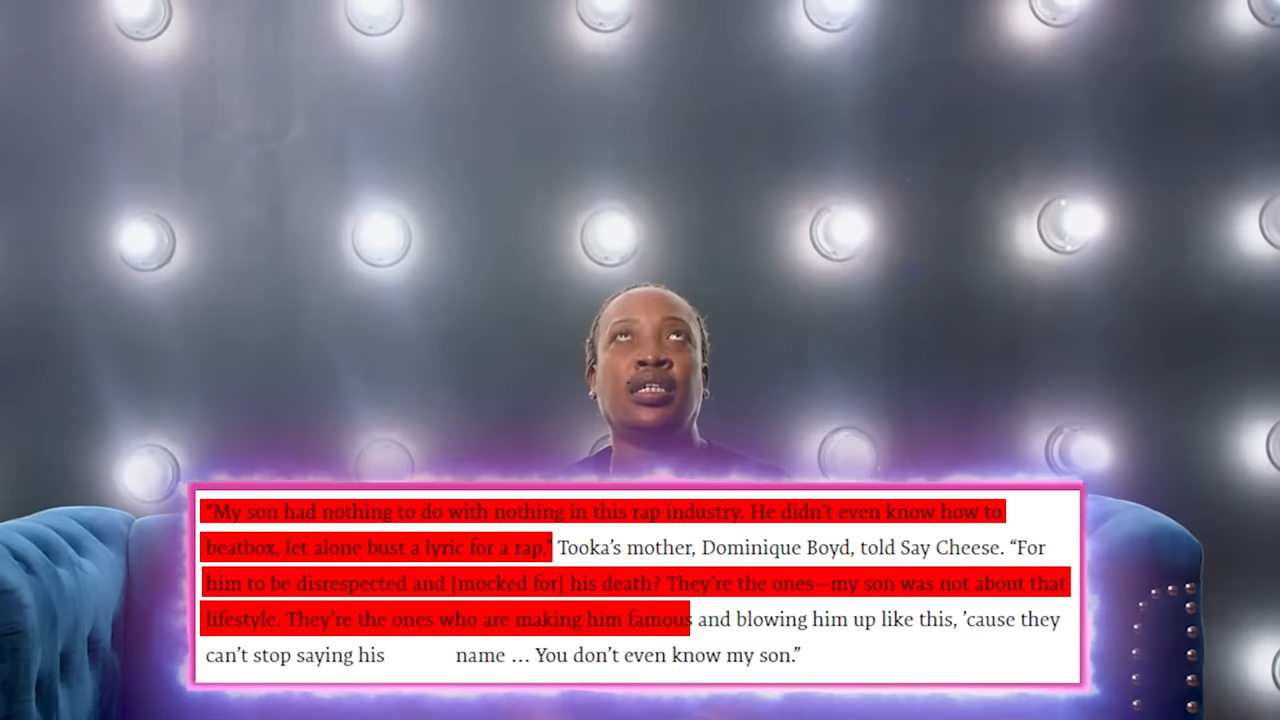 “My son had nothing to do with nothing in this rap industry. He didn’t even know how to
beatbox, let alone bust a lyric for a rap,” Tooka’s mother, Dominique Boyd, told Say Cheese. “For
him to be disrespected and [mocked for] his death? They’re the ones—my son was not about that
lifestyle. They’re the ones who are making him famous and blowing him up like this, ’cause they
can’t stop saying his name … You don’t even know my son.”